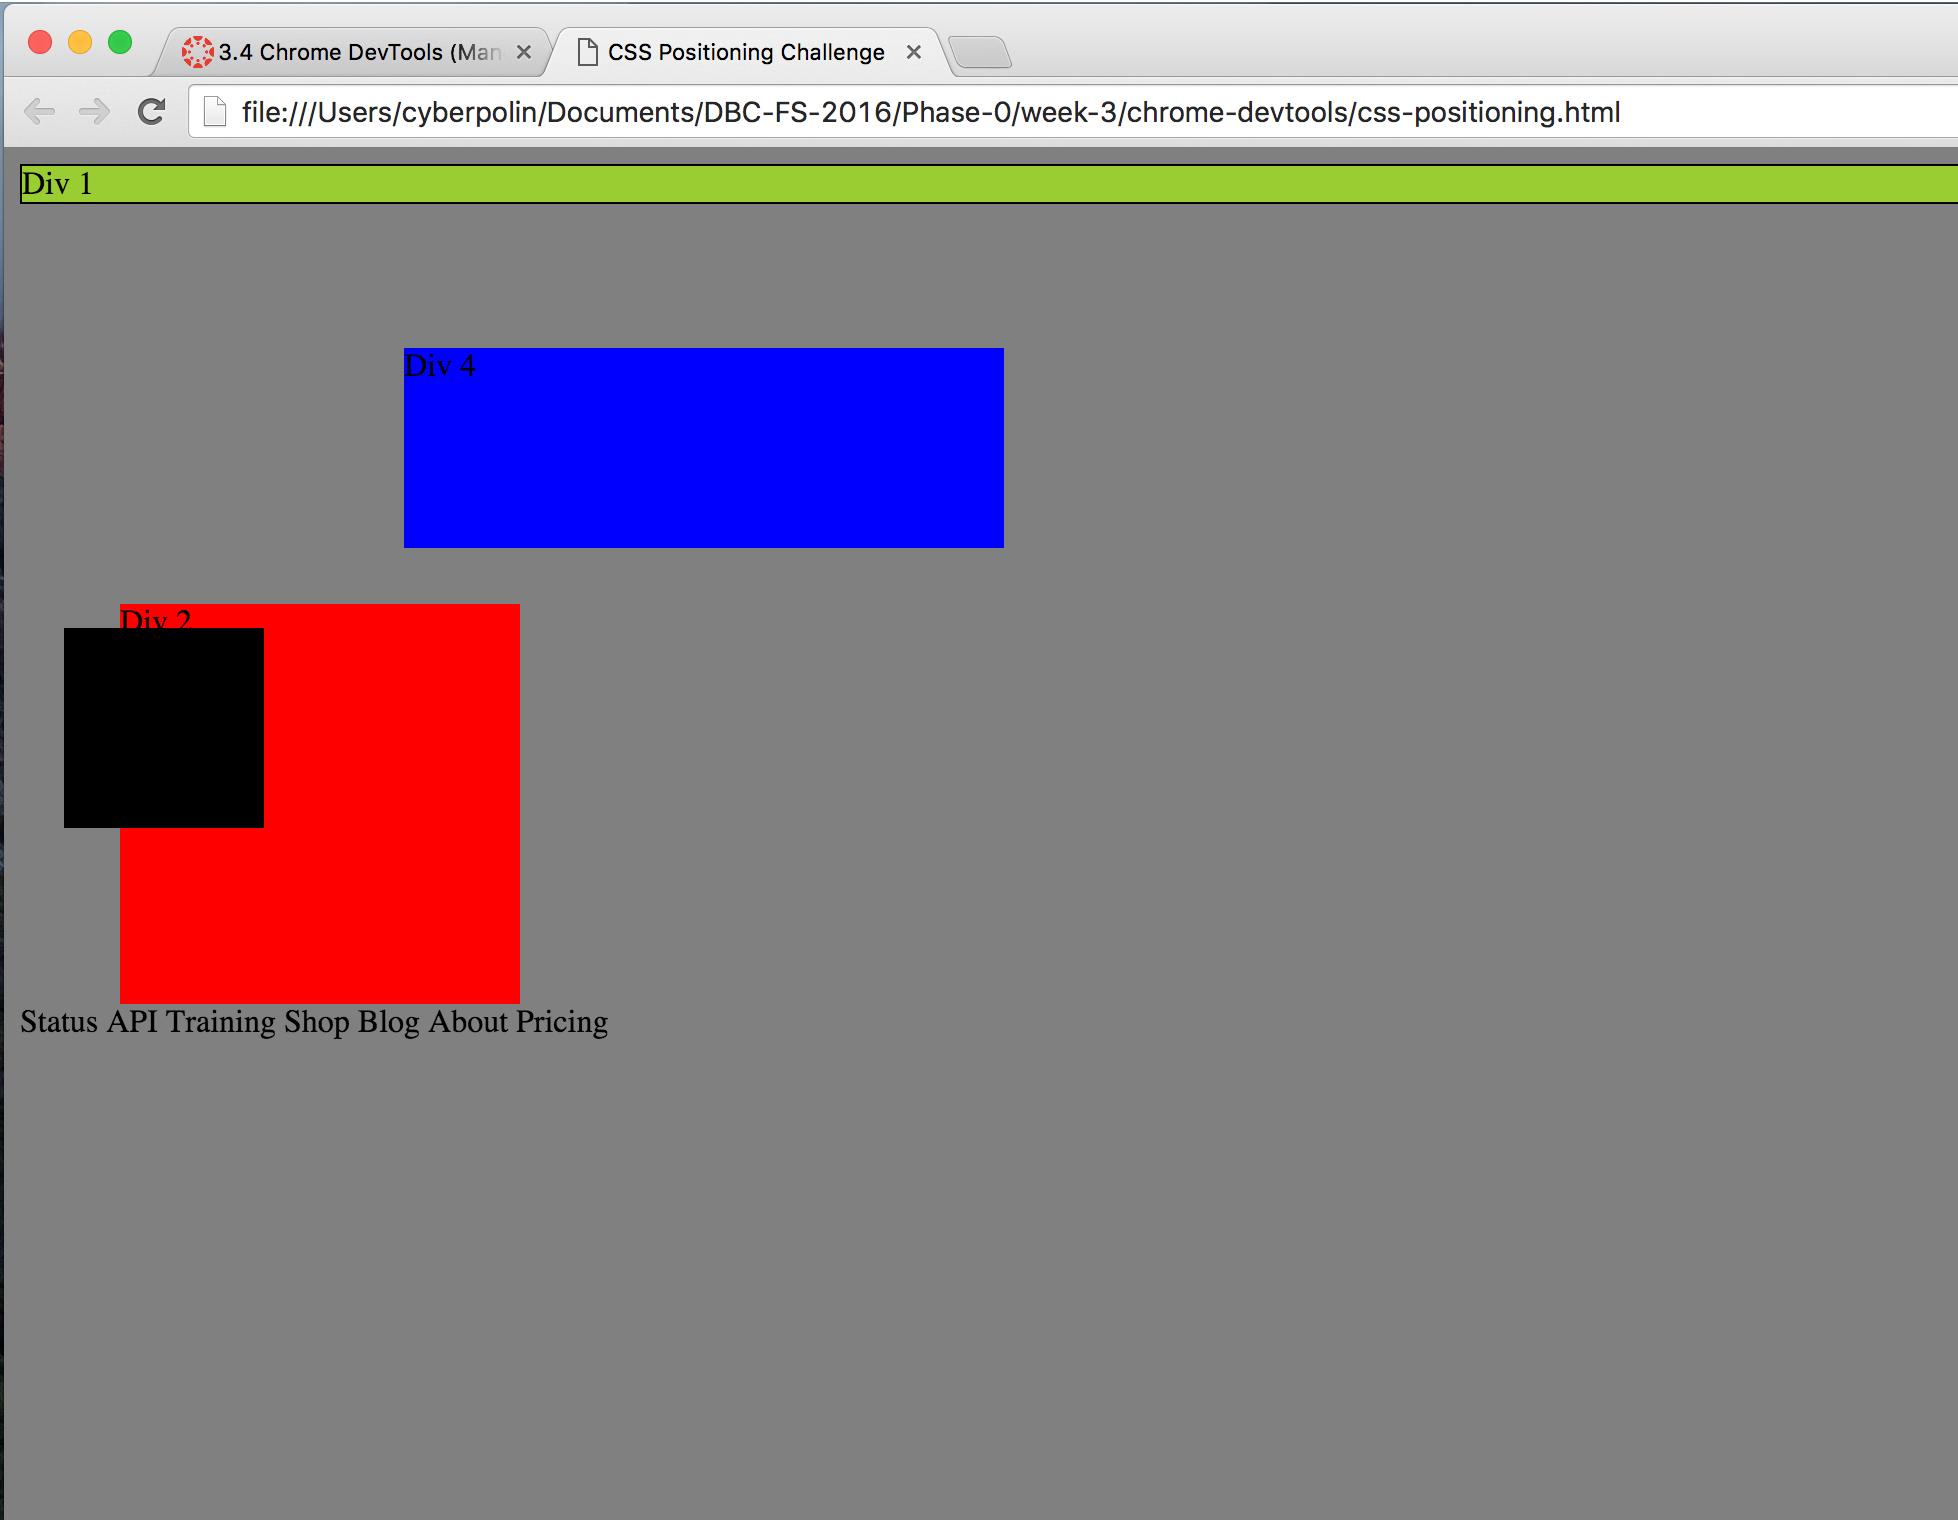 3.4 Chrome DevTools (Man
CSS Positioning Challenge
file:///Users/cyberpolin/Documents/DBC-FS-2016/Phase-0/week-3/chrome-devtools/css-positioning.html
Div 1
Div 4
Div 2
Status API Training Shop Blog About Pricing